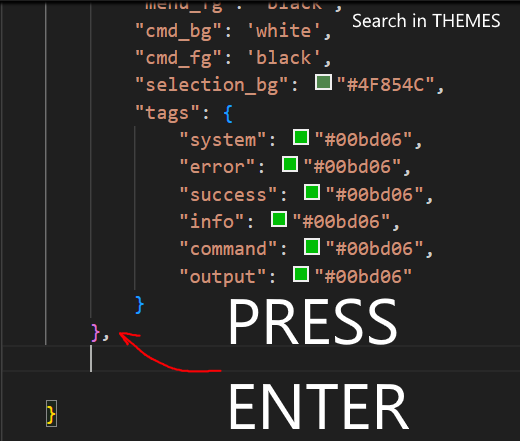 "menu_fg": 'black',
Search in THEMES
"cmd_bg": 'white',
"cmd_fg": 'black',
"selection_bg": "#4F854C",
"tags": {
"system": "#00bd06",
"error": "#00bd06",
"success": "#00bd06",
"info": "#00bd06",
"command": "#00bd06",
"output": "#00bd06"
}
},
PRESS
ENTER
}